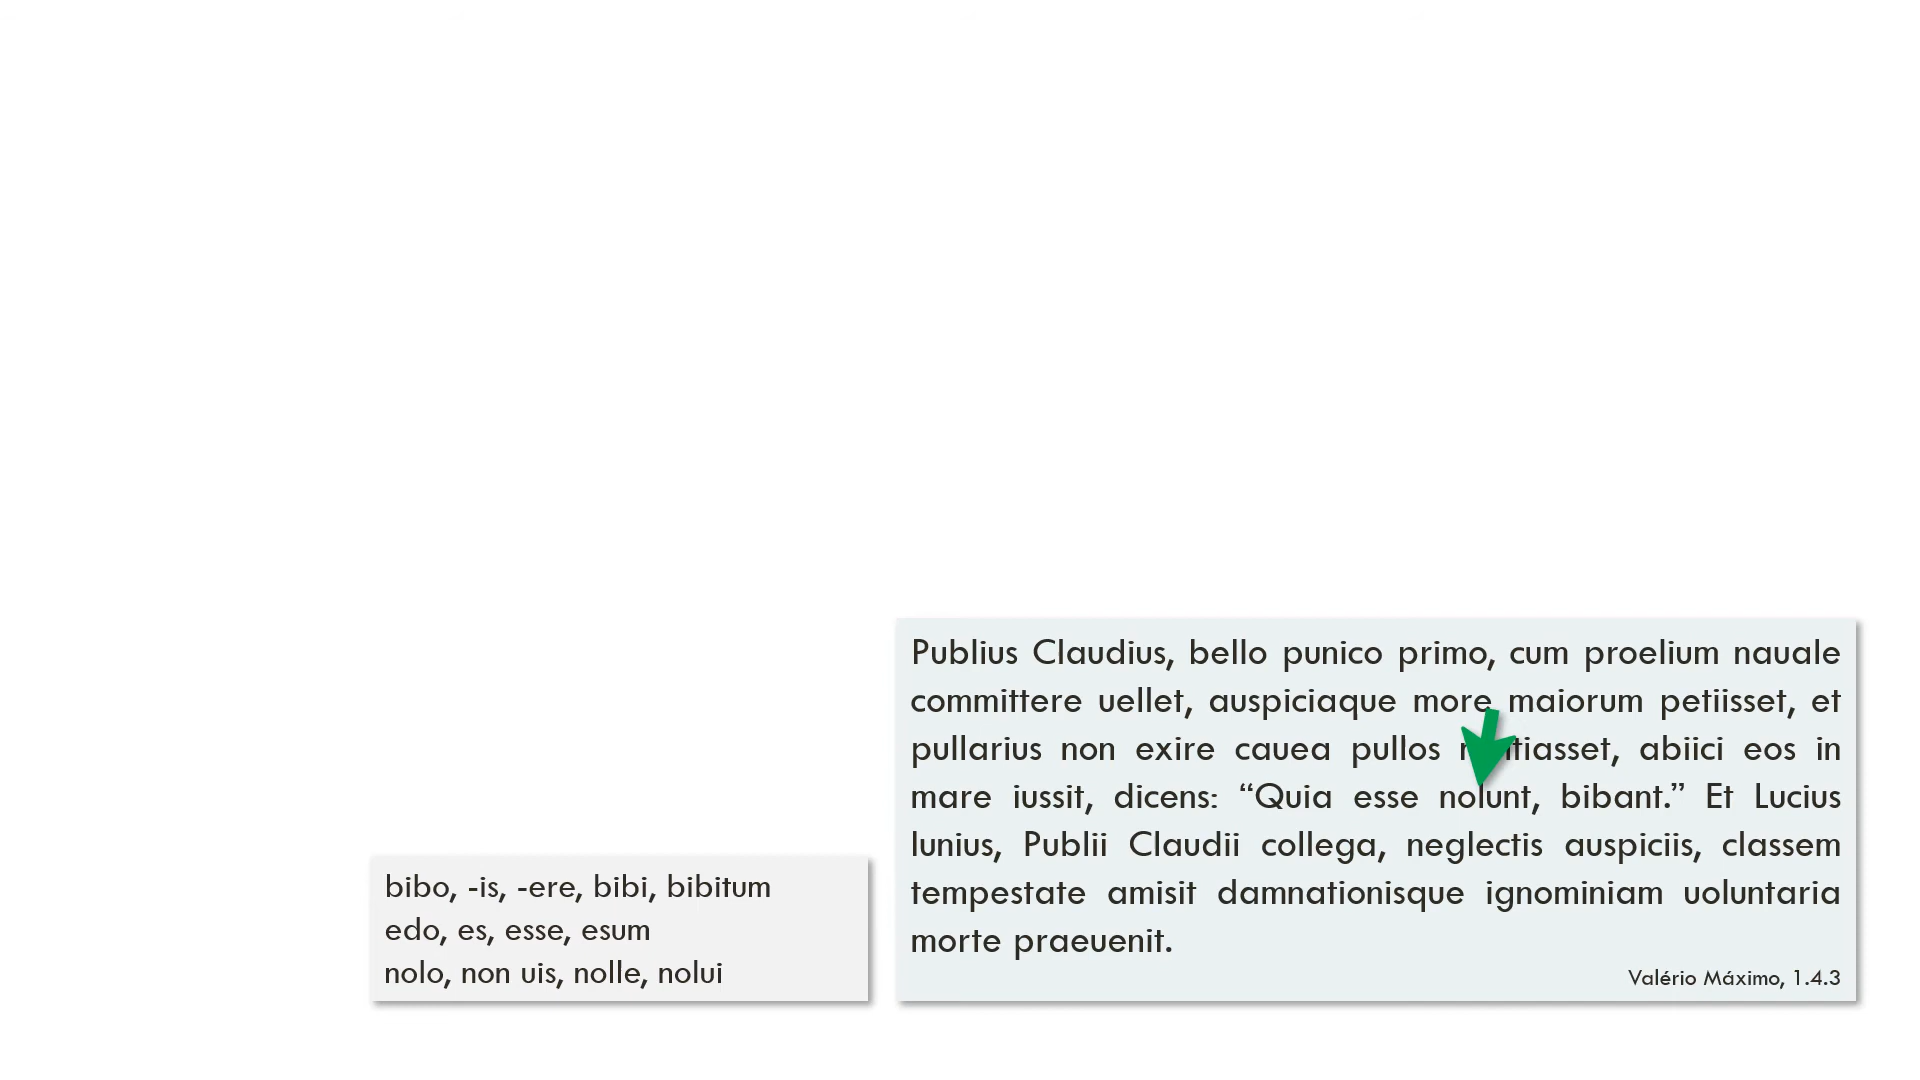 Publius Claudius, bello punico primo, cum proelium nauale
committere uellet, auspiciaque more maiorum petiisset, et
pullarius non exire cauea pullos abiici eos in
mare iussit, dicens: “Quia esse nolunt, bibant.” Et Lucius
Iunius, Publii Claudii collega, neglectis auspiciis, classem
tempestate amisit damnationisque ignominiam uoluntaria
morte praeuenit.
Valério Máximo, 1.4.3
bibo, -is, -ere, bibi, bibitum
edo, es, esse, esum
nolo, non uis, nolle, nolui